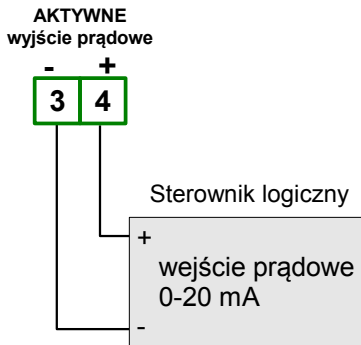 AKTYWNE
wyjście prądowe
- +
3 4
Sterownik logiczny
+
wejście prądowe
0-20 mA
-